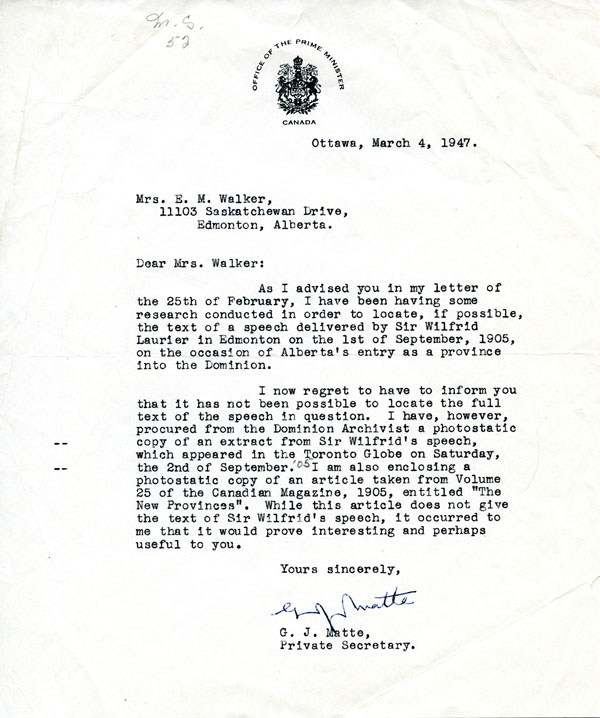 M. S.
52
OFFICE OF THE PRIME MINISTER
CANADA
Ottawa, March 4, 1947.
Mrs. E. M. Walker,
11103 Saskatchewan Drive,
Edmonton, Alberta.
Dear Mrs. Walker:
As I advised you in my letter of
the 25th of February, I have been having some
research conducted in order to locate, if possible,
the text of a speech delivered by Sir Wilfrid
Laurier in Edmonton on the 1st of September, 1905,
on the occasion of Alberta's entry as a province
into the Dominion.
I now regret to have to inform you
that it has not been possible to locate the full
text of the speech in question. I have, however,
procured from the Dominion Archivist a photostatic
-- copy of an extract from Sir Wilfrid's speech,
which appeared in the Toronto Globe on Saturday,
-- the 2nd of September.'05 I am also enclosing a
photostatic copy of an article taken from Volume
25 of the Canadian Magazine, 1905, entitled "The
New Provinces". While this article does not give
the text of Sir Wilfrid's speech, it occurred to
me that it would prove interesting and perhaps
useful to you.
Yours sincerely,
G J Matte
G. J. Matte,
Private Secretary.